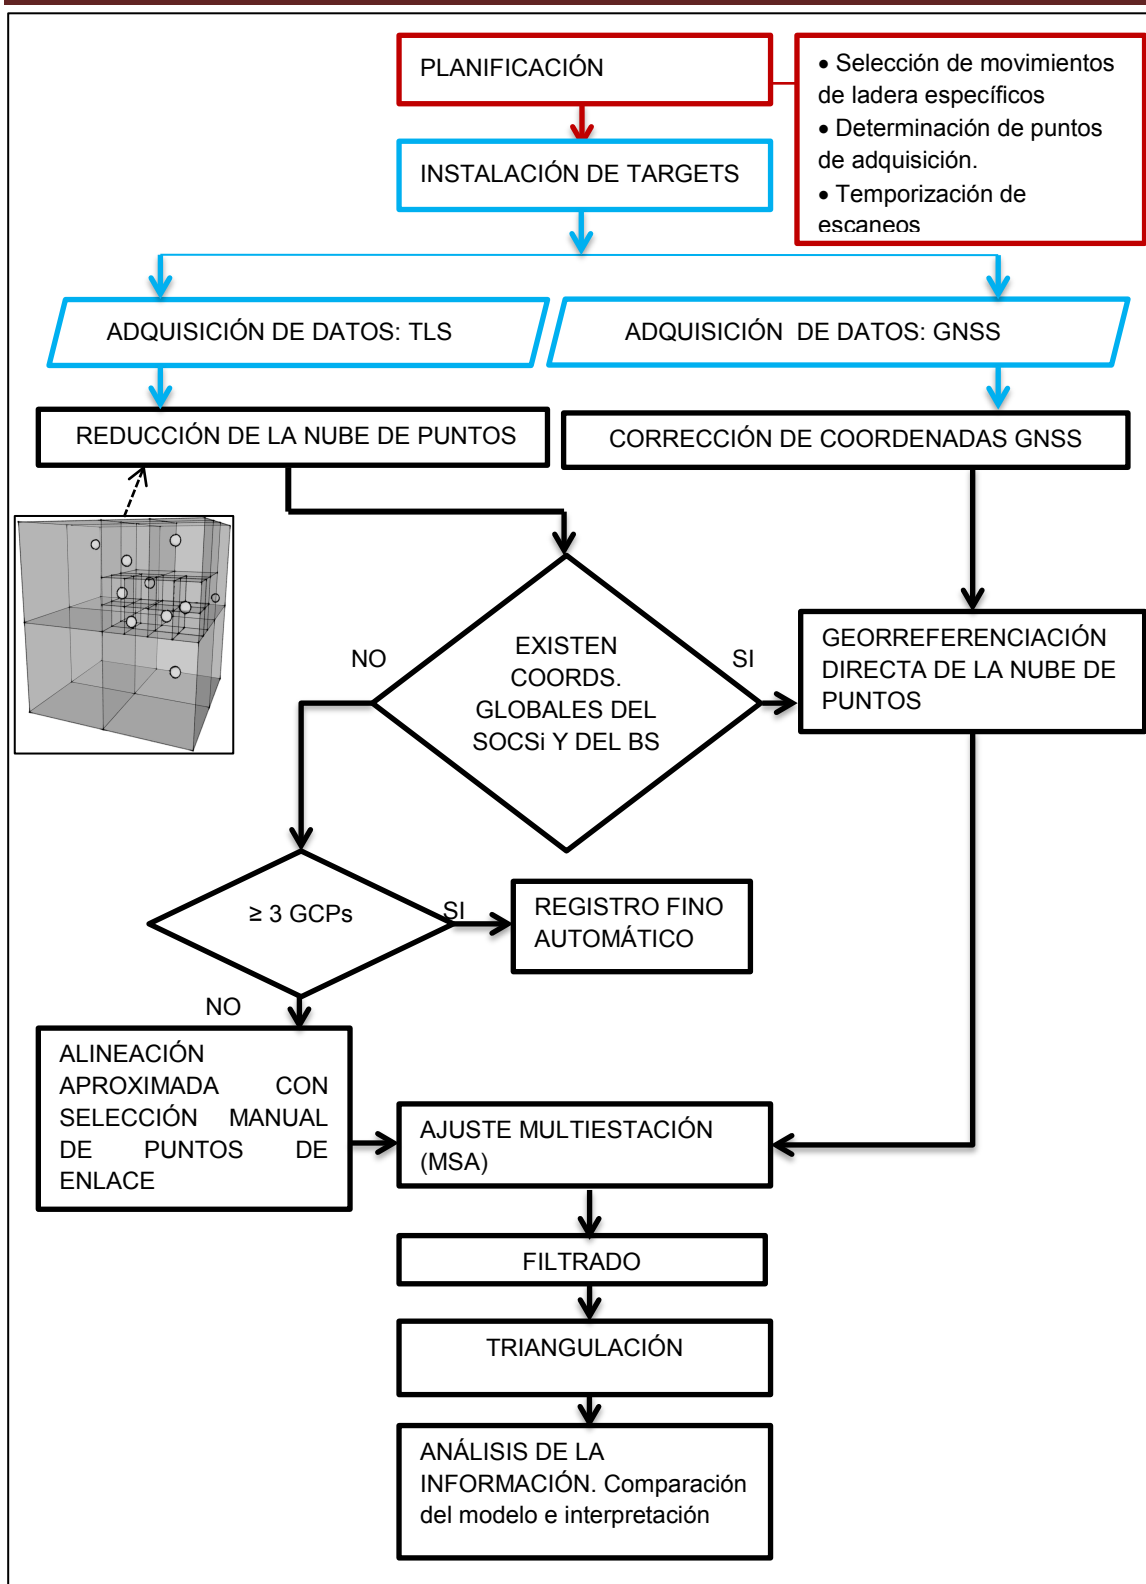 PLANIFICACIÓN
• Selección de movimientos
de ladera específicos
• Determinación de puntos
de adquisición.
• Temporización de
escaneos
INSTALACIÓN DE TARGETS
ADQUISICIÓN DE DATOS: TLS
ADQUISICIÓN DE DATOS: GNSS
REDUCCIÓN DE LA NUBE DE PUNTOS
CORRECCIÓN DE COORDENADAS GNSS
NO
EXISTEN
COORDS.
GLOBALES DEL
SOCSi Y DEL BS
SI
GEORREFERENCIACIÓN
DIRECTA DE LA NUBE DE
PUNTOS
≥ 3 GCPs
SI
REGISTRO FINO
AUTOMÁTICO
NO
ALINEACIÓN
APROXIMADA CON
SELECCIÓN MANUAL
DE PUNTOS DE
ENLACE
AJUSTE MULTIESTACIÓN
(MSA)
FILTRADO
TRIANGULACIÓN
ANÁLISIS DE LA
INFORMACIÓN. Comparación
del modelo e interpretación